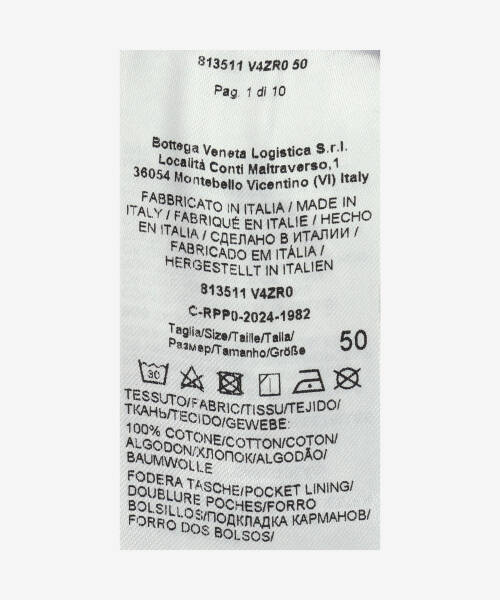 813511 V4ZR0 50
Pag. 1 di 10
Bottega Veneta Logistica S.r.l.
Località Conti Maltraverso,1
36054 Montebello Vicentino (VI) Italy
FABBRICATO IN ITALIA / MADE IN
ITALY / FABRIQUÉ EN ITALIE / HECHO
EN ITALIA / СДЕЛАНО В ИТАЛИИ /
FABRICADO EM ITÁLIA /
HERGESTELLT IN ITALIEN
813511 V4ZR0
C-RPP0-2024-1982
Taglia/Size/Taille/Talla/
Размер/Tamanho/Größe 50
30
TESSUTO/FABRIC/TISSU/TEJIDO/
ТКАНЬ/TECIDO/GEWEBE:
100% COTONE/COTTON/COTON/
ALGODON/ХЛОПОК/ALGODÃO/
BAUMWOLLE
FODERA TASCHE/POCKET LINING/
DOUBLURE POCHES/FORRO
BOLSILLOS/ПОДКЛАДКА КАРМАНОВ/
FORRO DOS BOLSOS/